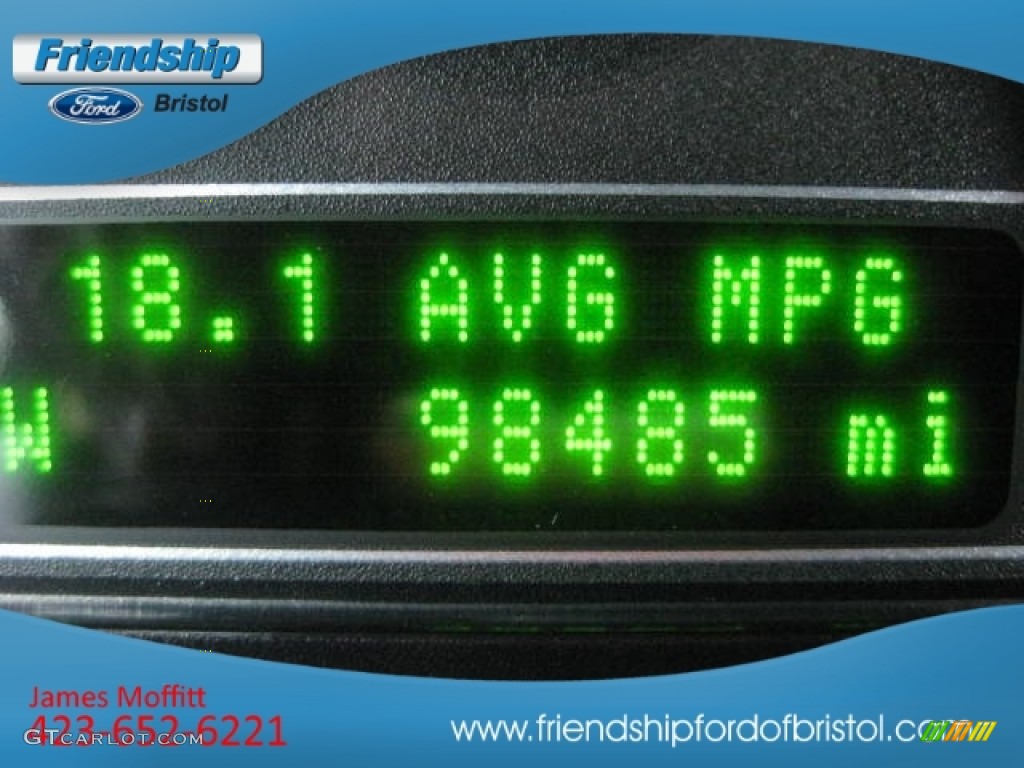 Friendship
Ford Bristol
18.1 AVG MPG
W 98485 mi
James Moffitt
423-652-6221
GTCARLOT.COM
www.friendshipfordofbristol.com